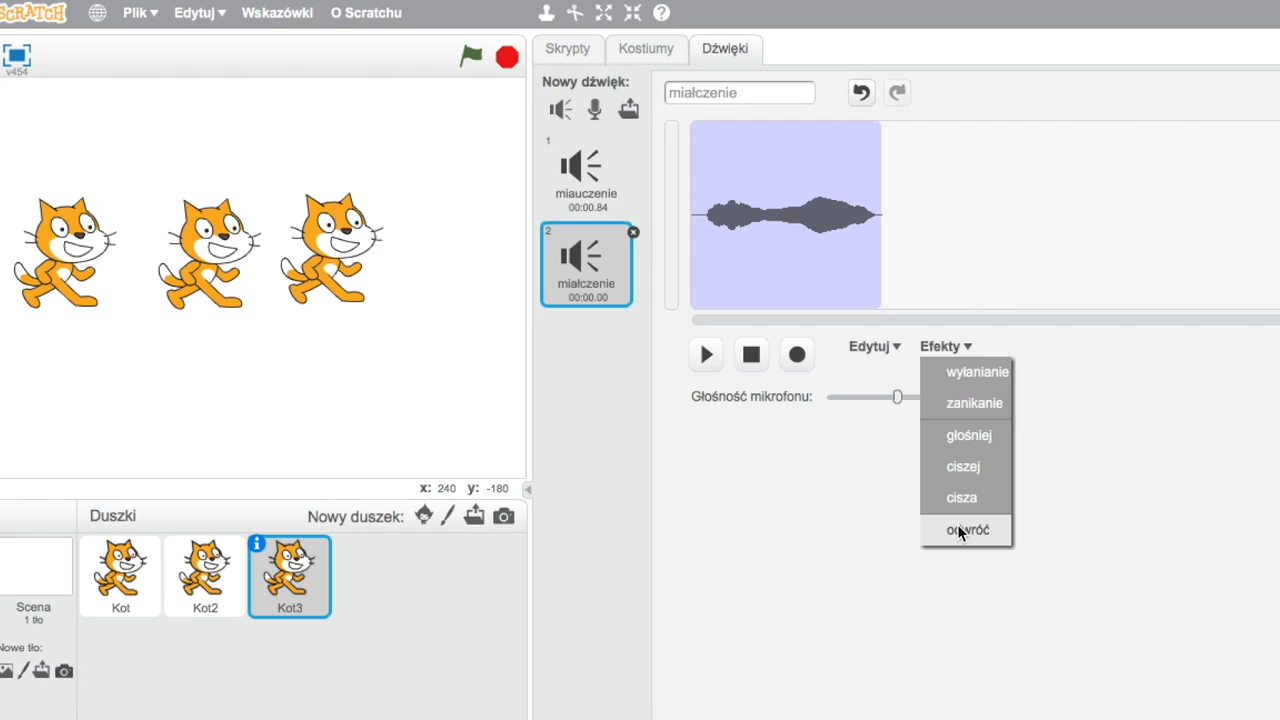 SCRATCH Plik Edytuj Wskazówki O Scratchu
v454
Skrypty Kostiumy Dźwięki
Nowy dźwięk:
miałczenie
1
miauczenie
00:00.84
2
miałczenie
00:00.00
Edytuj Efekty
wyłanianie
zanikanie
głośniej
ciszej
cisza
odwróć
Głośność mikrofonu:
x: 240 y: -180
Duszki Nowy duszek:
Kot Kot2 Kot3
Scena
1 tło
Nowe tło: